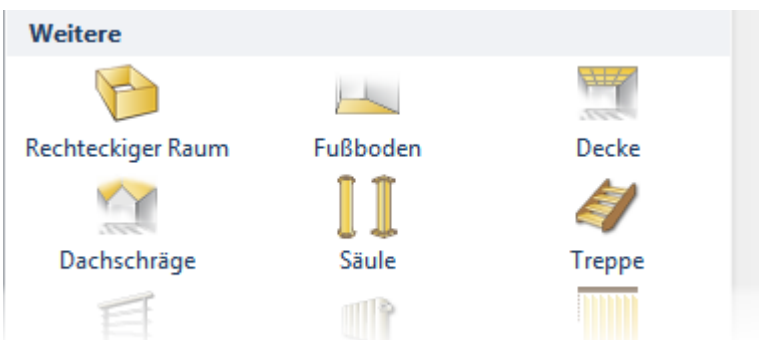 Weitere
Rechteckiger Raum Fußboden Decke
Dachschräge Säule Treppe